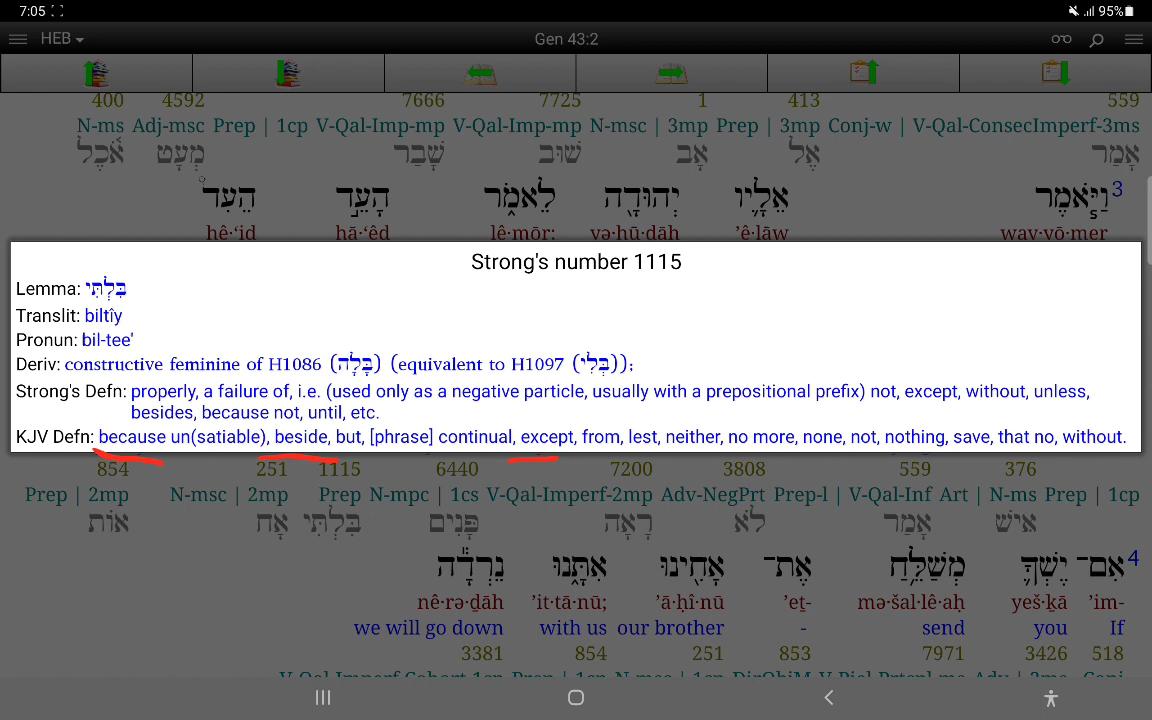 7:05 95%
HEB Gen 43:2
400 4592 7666 7725 1 413 559
N-ms Adj-msc Prep | 1cp V-Qal-Imp-mp V-Qal-Imp-mp N-msc | 3mp Prep | 3mp Conj-w | V-Qal-ConsecImperf-3ms
אָמַר אֶל אָב שׁוּב שָׁבַר מְעָט אֹכֶל
3 וַיֹּ֧אמֶר אֵלָ֛יו יְהוּדָ֖ה לֵאמֹ֑ר הָעֵ֣ד הֵעִד֩
hê·‘id hā·‘êd lê·mōr: yə·hū·ḏāh ’ê·lāw way·yō·mer
Strong's number 1115
Lemma: בִּלְתִּי
Translit: biltîy
Pronun: bil-tee'
Deriv: constructive feminine of H1086 (בָּלָה) (equivalent to H1097 (בְּלִי));
Strong's Defn: properly, a failure of, i.e. (used only as a negative particle, usually with a prepositional prefix) not, except, without, unless,
besides, because not, until, etc.
KJV Defn: because un(satiable), beside, but, [phrase] continual, except, from, lest, neither, no more, none, not, nothing, save, that no, without.
854 251 1115 6440 7200 3808 559 376
Prep | 2mp N-msc | 2mp Prep N-mpc | 1cs V-Qal-Imperf-2mp Adv-NegPrt Prep-l | V-Qal-Inf Art | N-ms Prep | 1cp
אִישׁ אָמַר לֹא רָאָה פָּנִים בִּלְתִּי אָח אוֹת
4 אִם־ יֶשְׁךָ֛ מְשַׁלֵּ֥חַ אֶת־ אָחִ֖ינוּ אִתָּ֑נוּ נֵרְדָ֕ה
nê·rə·ḏāh ’it·tā·nū; ’ā·ḥî·nū ’eṯ- mə·šal·lê·aḥ yeš·ḵā ’im-
we will go down with us our brother - send you If
3381 854 251 853 7971 3426 518